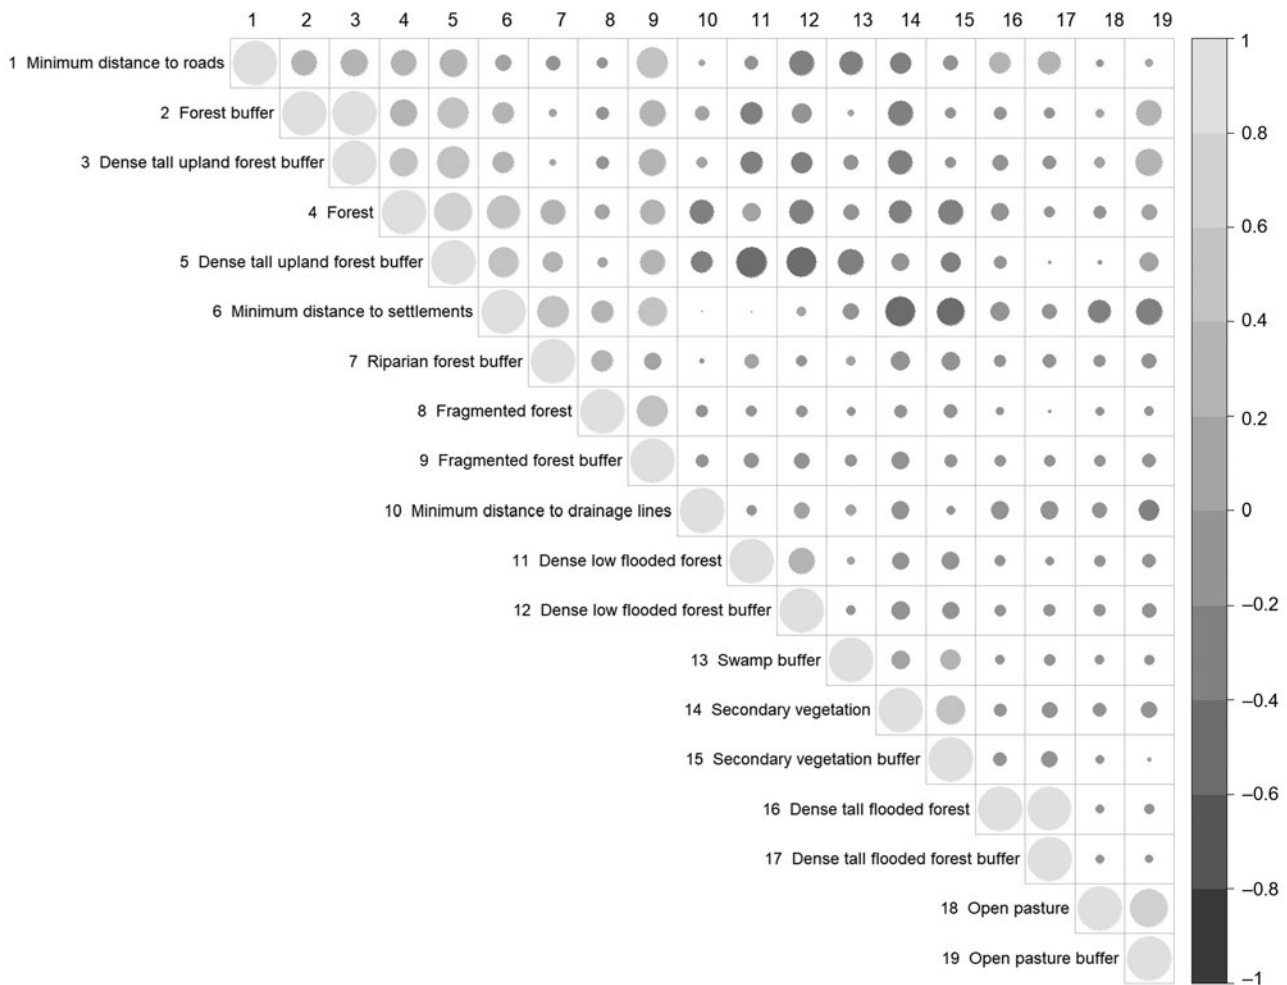 1 2 3 4 5 6 7 8 9 10 11 12 13 14 15 16 17 18 19
1 Minimum distance to roads
2 Forest buffer
3 Dense tall upland forest buffer
4 Forest
5 Dense tall upland forest buffer
6 Minimum distance to settlements
7 Riparian forest buffer
8 Fragmented forest
9 Fragmented forest buffer
10 Minimum distance to drainage lines
11 Dense low flooded forest
12 Dense low flooded forest buffer
13 Swamp buffer
14 Secondary vegetation
15 Secondary vegetation buffer
16 Dense tall flooded forest
17 Dense tall flooded forest buffer
18 Open pasture
19 Open pasture buffer
1
0.8
0.6
0.4
0.2
0
–0.2
–0.4
–0.6
–0.8
–1